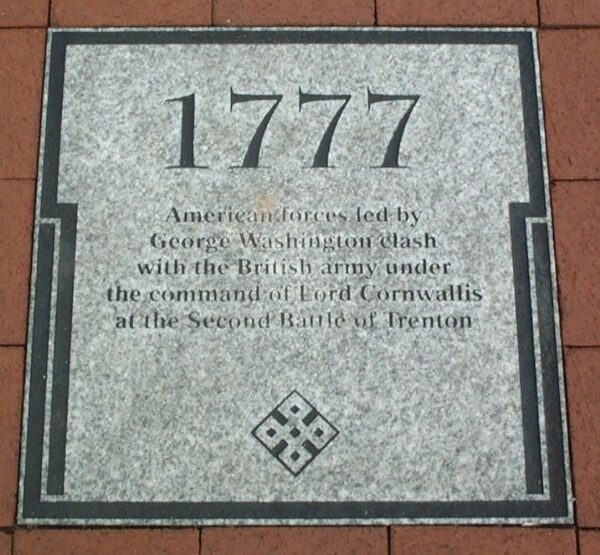 1777
American forces led by
George Washington clash
with the British army under
the command of Lord Cornwallis
at the Second Battle of Trenton